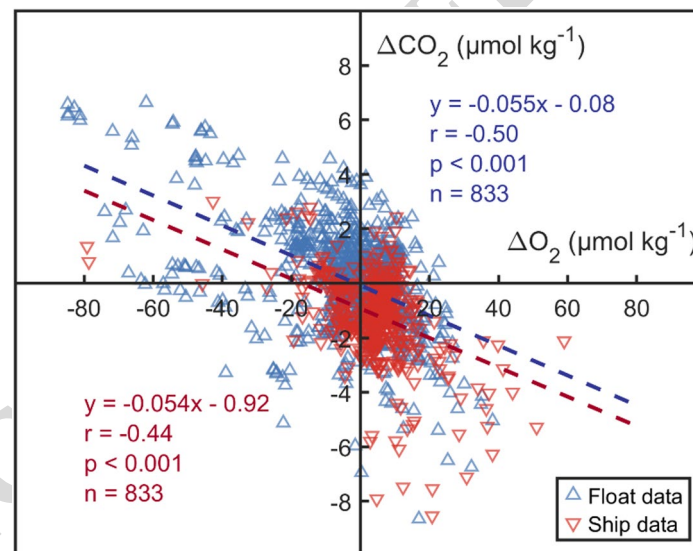 ΔCO2 (μmol kg-1)
8
y = -0.055x - 0.08
6
r = -0.50
p < 0.001
4
n = 833
2
ΔO2 (μmol kg-1)
-80 -60 -40 -20 20 40 60 80
-2
y = -0.054x - 0.92
-4
r = -0.44
p < 0.001
-6
n = 833
-8
Float data
Ship data